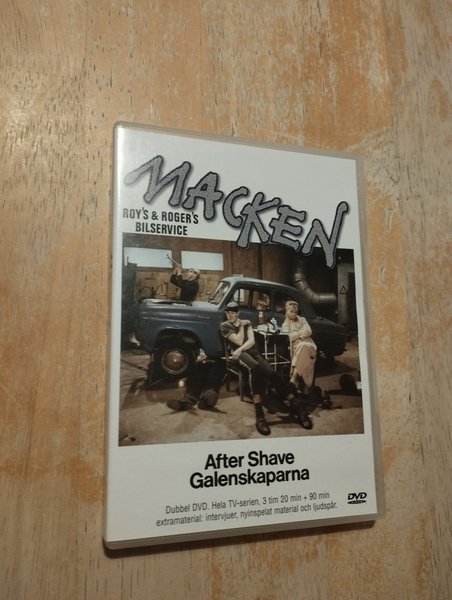 MACKEN
ROY'S & ROGER'S
BILSERVICE
After Shave
Galenskaparna
Dubbel DVD. Hela TV-serien, 3 tim 20 min + 90 min
extramaterial: intervjuer, nyinspelat material och ljudspår.
DVD
VIDEO